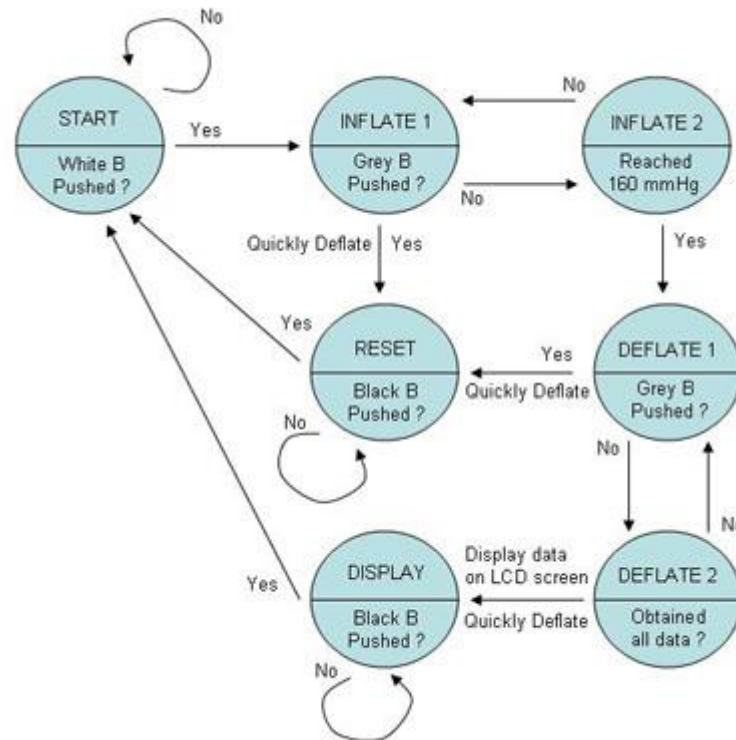 No
START
White B
Pushed ?
Yes
INFLATE 1
Grey B
Pushed ?
No
No
INFLATE 2
Reached
160 mmHg
Quickly Deflate
Yes
Yes
RESET
Black B
Pushed ?
Yes
No
Yes
Quickly Deflate
DEFLATE 1
Grey B
Pushed ?
No
No
DISPLAY
Black B
Pushed ?
Yes
No
Display data
on LCD screen
Quickly Deflate
DEFLATE 2
Obtained
all data ?